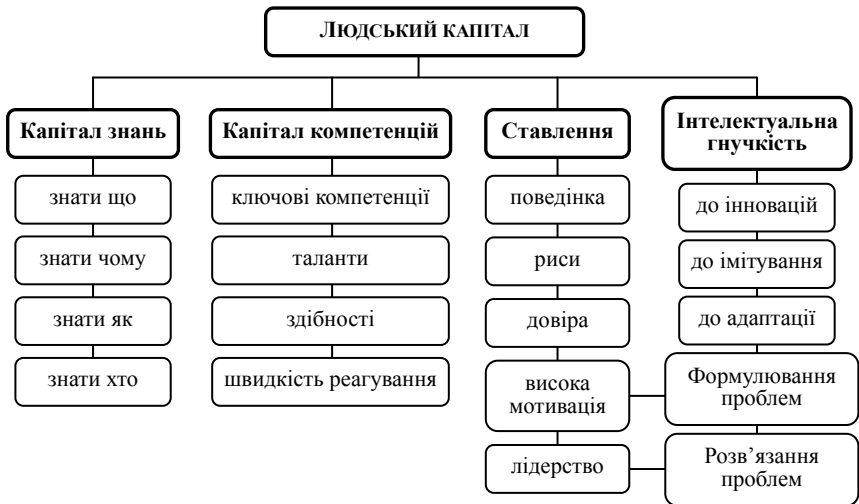 ЛЮДСЬКИЙ КАПІТАЛ
Капітал знань
знати що
знати чому
знати як
знати хто
Капітал компетенцій
ключові компетенції
таланти
здібності
швидкість реагування
Ставлення
поведінка
риси
довіра
висока
мотивація
лідерство
Інтелектуальна
гнучкість
до інновацій
до імітування
до адаптації
Формулювання
проблем
Розв’язання
проблем